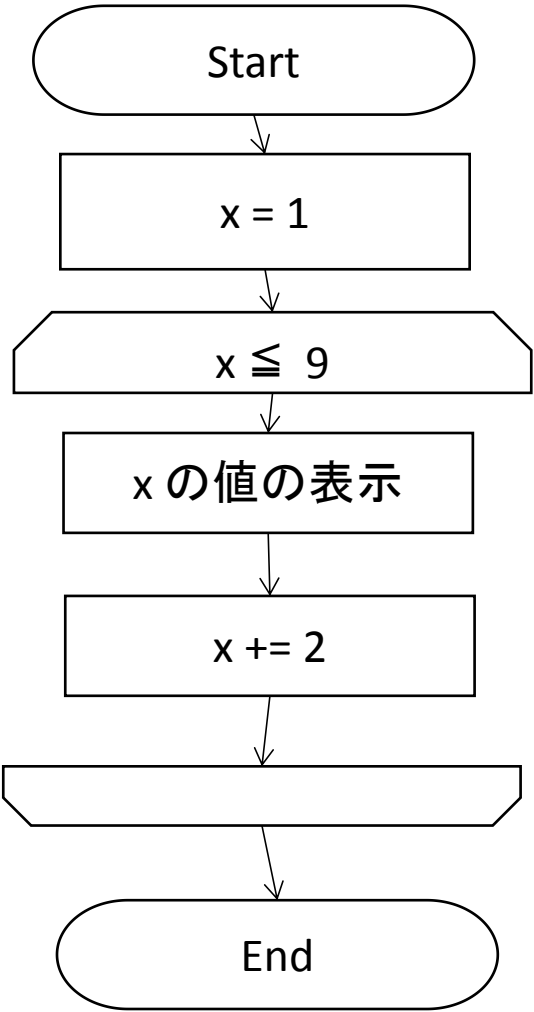 Start
x = 1
x ≦ 9
x の値の表示
x += 2
End